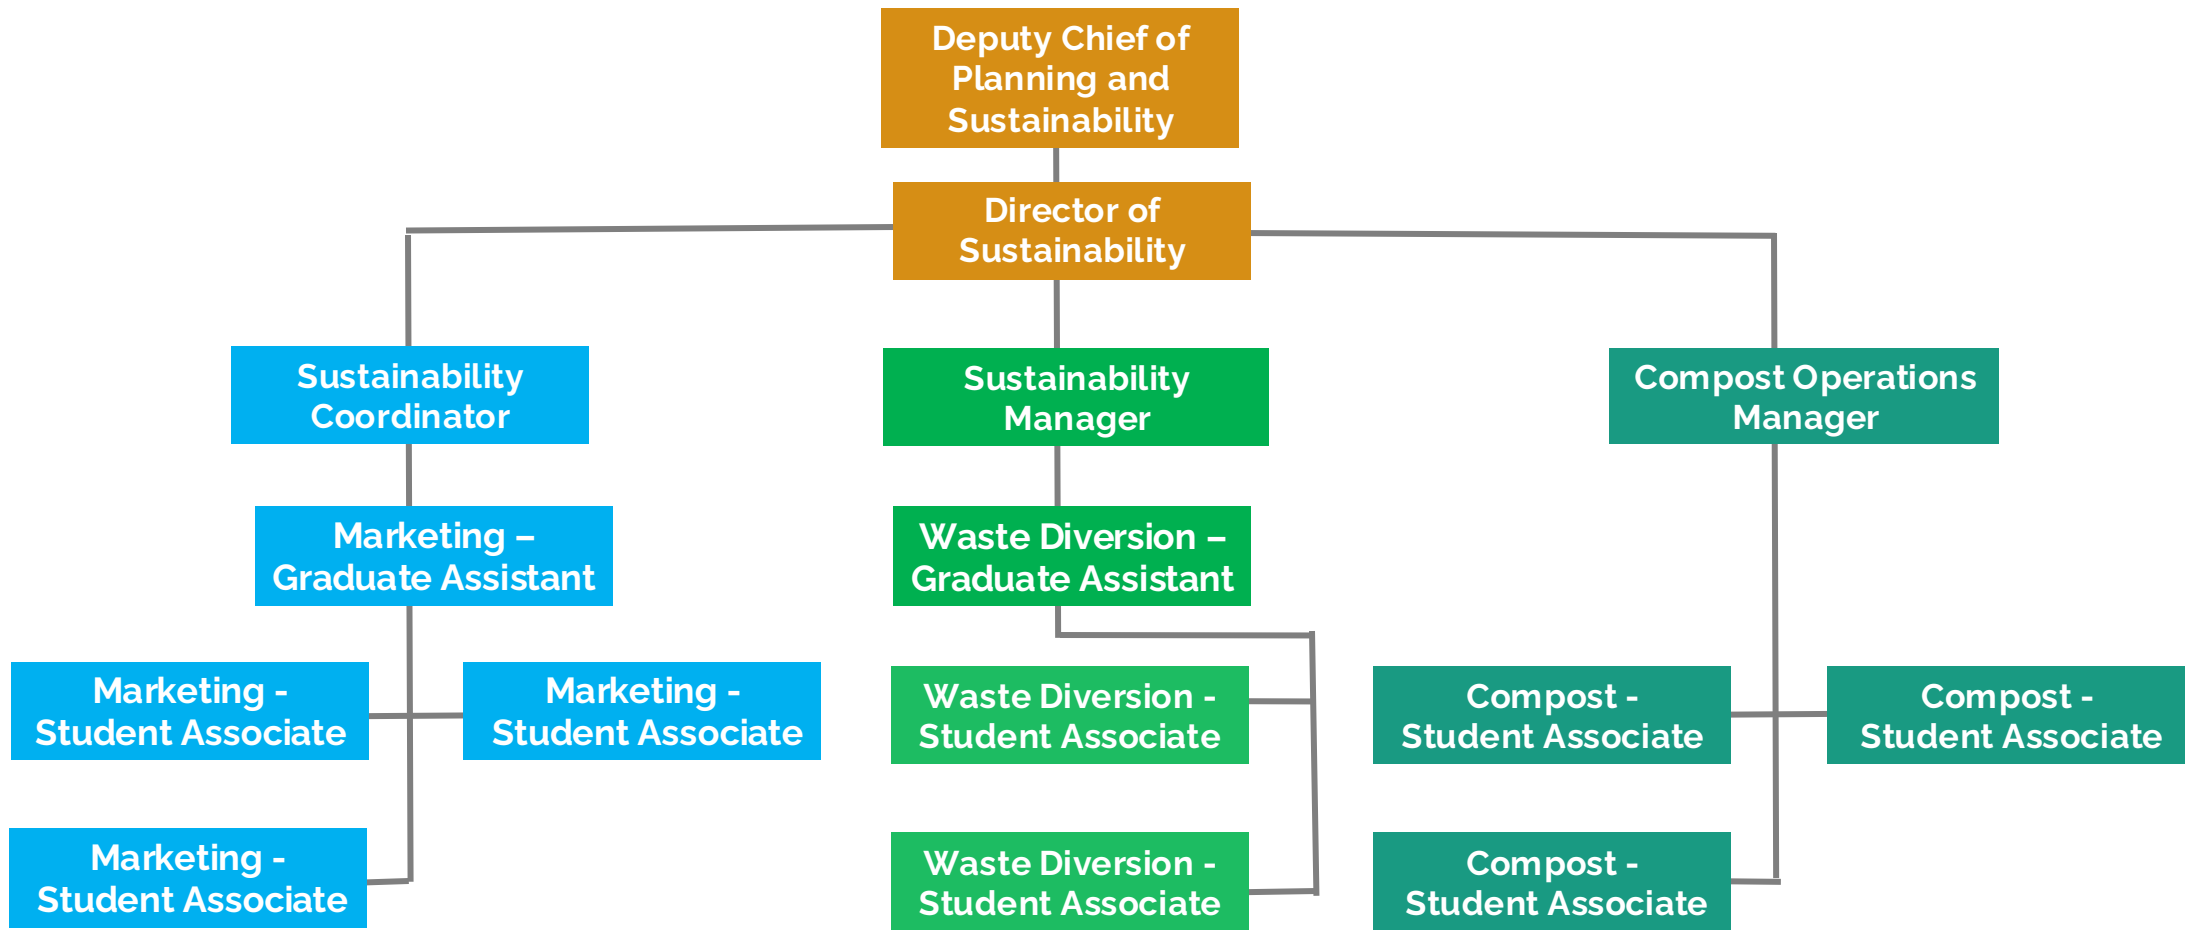 Deputy Chief of
Planning and
Sustainability
Director of
Sustainability
Sustainability
Coordinator
Sustainability
Manager
Compost Operations
Manager
Marketing –
Graduate Assistant
Waste Diversion –
Graduate Assistant
Marketing -
Student Associate
Marketing -
Student Associate
Waste Diversion -
Student Associate
Compost -
Student Associate
Compost -
Student Associate
Marketing -
Student Associate
Waste Diversion -
Student Associate
Compost -
Student Associate